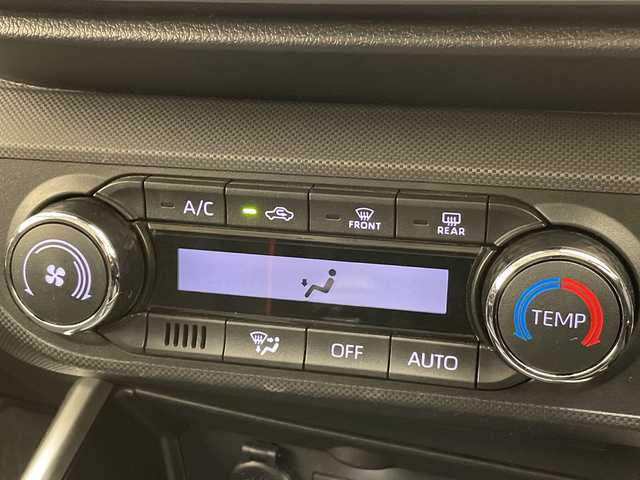 A/C
FRONT
REAR
TEMP
OFF
AUTO